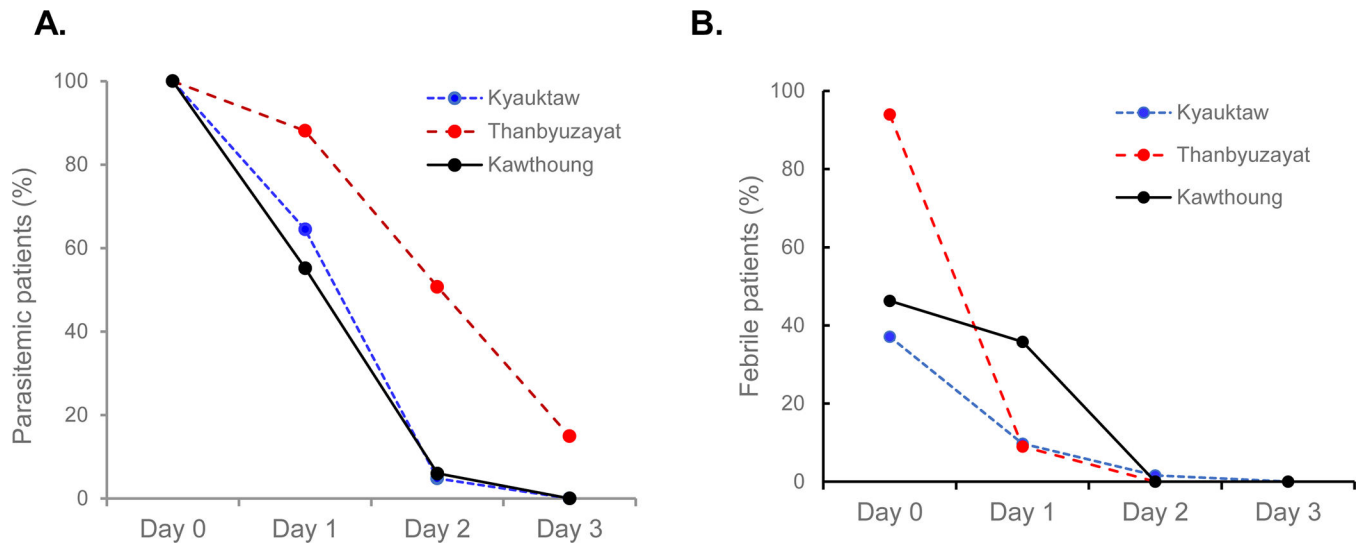 A.
Parasitemic patients (%)
100
80
60
40
20
0
Day 0 Day 1 Day 2 Day 3
Kyauktaw
Thanbyuzayat
Kawthoung
B.
Febrile patients (%)
100
80
60
40
20
0
Day 0 Day 1 Day 2 Day 3
Kyauktaw
Thanbyuzayat
Kawthoung